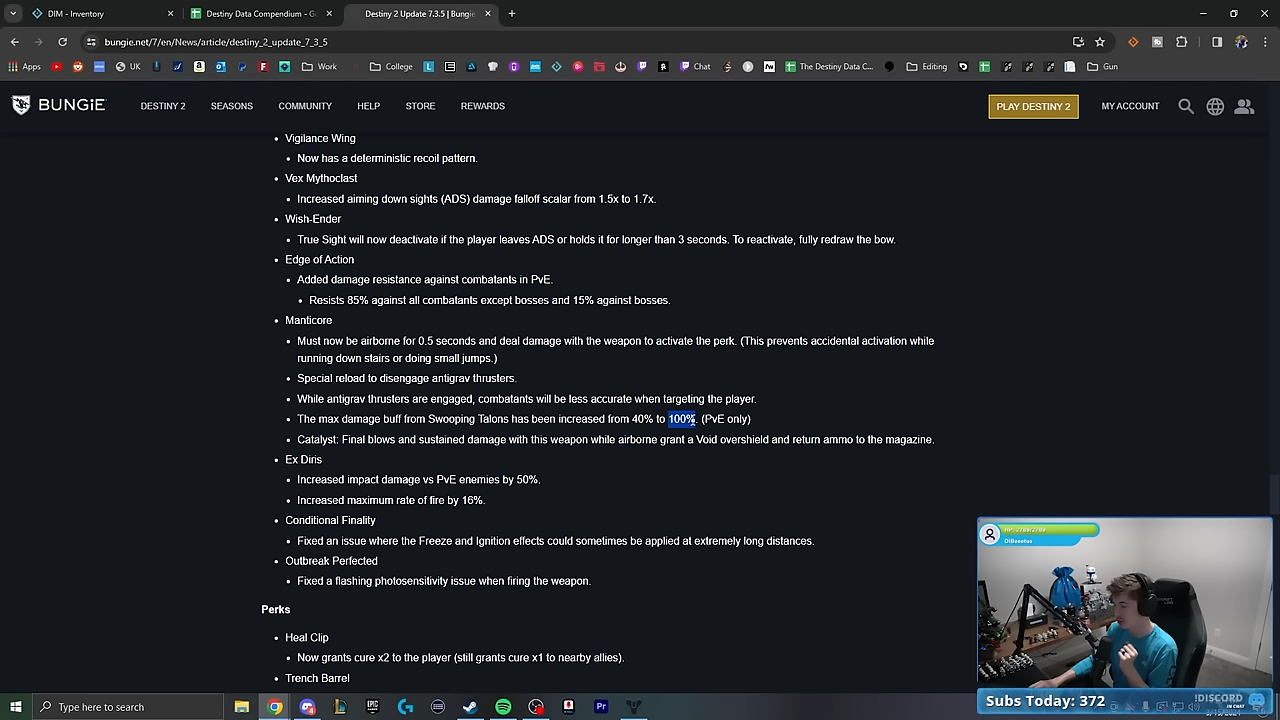 DIM - Inventory
Destiny Data Compendium - Go
Destiny 2 Update 7.3.5 | Bungie
bungie.net/7/en/News/article/destiny_2_update_7_3_5
Apps
UK
Work
College
Chat
The Destiny Data C...
Editing
Gun
BUNGiE
DESTINY 2
SEASONS
COMMUNITY
HELP
STORE
REWARDS
PLAY DESTINY 2
MY ACCOUNT
Vigilance Wing
Now has a deterministic recoil pattern.
Vex Mythoclast
Increased aiming down sights (ADS) damage falloff scalar from 1.5x to 1.7x.
Wish-Ender
True Sight will now deactivate if the player leaves ADS or holds it for longer than 3 seconds. To reactivate, fully redraw the bow.
Edge of Action
Added damage resistance against combatants in PvE.
Resists 85% against all combatants except bosses and 15% against bosses.
Manticore
Must now be airborne for 0.5 seconds and deal damage with the weapon to activate the perk. (This prevents accidental activation while
running down stairs or doing small jumps.)
Special reload to disengage antigrav thrusters.
While antigrav thrusters are engaged, combatants will be less accurate when targeting the player.
The max damage buff from Swooping Talons has been increased from 40% to 100%. (PvE only)
Catalyst: Final blows and sustained damage with this weapon while airborne grant a Void overshield and return ammo to the magazine.
Ex Diris
Increased impact damage vs PvE enemies by 50%.
Increased maximum rate of fire by 16%.
Conditional Finality
Fixed an issue where the Freeze and Ignition effects could sometimes be applied at extremely long distances.
Outbreak Perfected
Fixed a flashing photosensitivity issue when firing the weapon.
Perks
Heal Clip
Now grants cure x2 to the player (still grants cure x1 to nearby allies).
Trench Barrel
DiBeeetus
Subs Today: 372
!DISCORD
IN CHAT
Type here to search